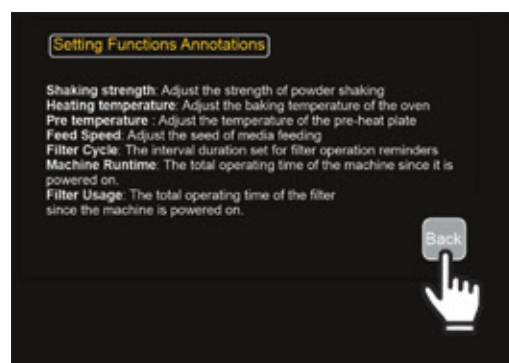 Setting Functions Annotations
Shaking strength: Adjust the strength of powder shaking
Heating temperature: Adjust the baking temperature of the oven
Pre temperature : Adjust the temperature of the pre-heat plate
Feed Speed: Adjust the seed of media feeding
Filter Cycle: The interval duration set for filter operation reminders
Machine Runtime: The total operating time of the machine since it is
powered on.
Filter Usage: The total operating time of the filter
since the machine is powered on.
Back